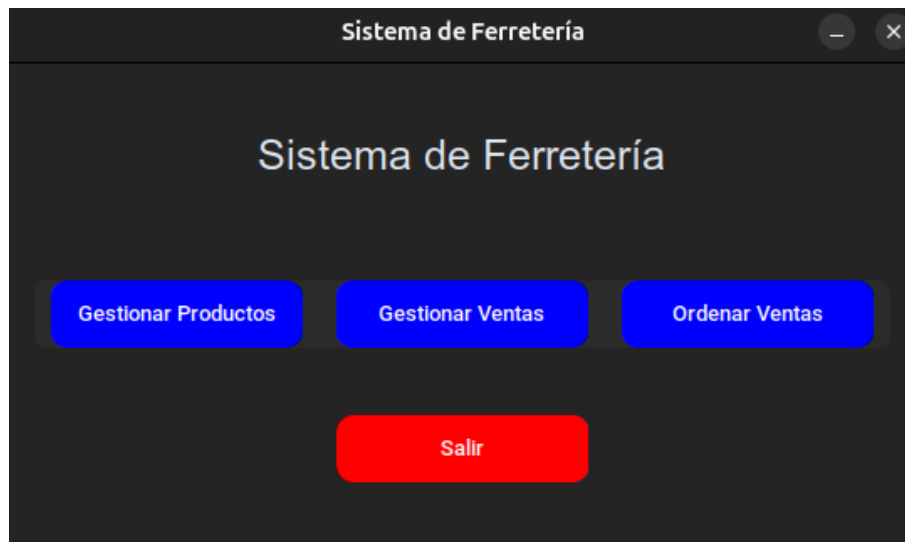 Sistema de Ferretería
Sistema de Ferretería
Gestionar Productos Gestionar Ventas Ordenar Ventas
Salir